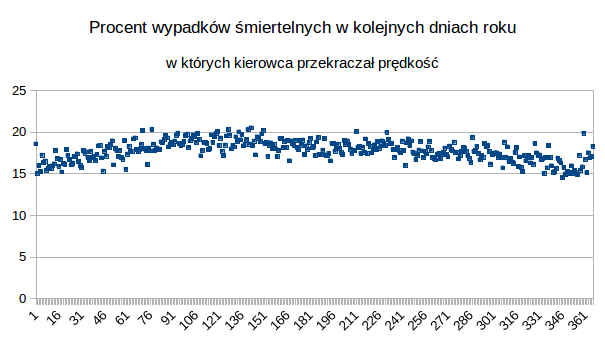 Procent wypadków śmiertelnych w kolejnych dniach roku
w których kierowca przekraczał prędkość
25
20
15
10
5
0
1 16 31 46 61 76 91 106 121 136 151 166 181 196 211 226 241 256 271 286 301 316 331 346 361